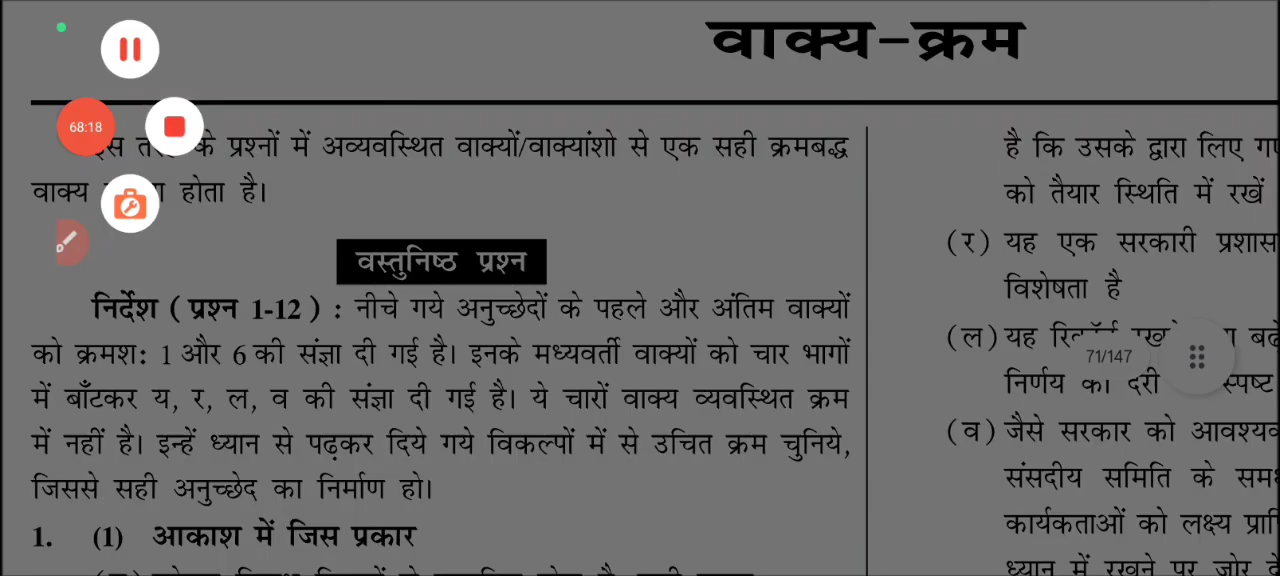 वाक्य-क्रम
68:18
के प्रश्नों में अव्यवस्थित वाक्यों/वाक्यांशो से एक सही क्रमबद्ध
वाक्य होता है।
वस्तुनिष्ठ प्रश्न
निर्देश ( प्रश्न 1-12 ) : नीचे गये अनुच्छेदों के पहले और अंतिम वाक्यों
को क्रमश: 1 और 6 की संज्ञा दी गई है। इनके मध्यवर्ती वाक्यों को चार भागों
में बाँटकर य, र, ल, व की संज्ञा दी गई है। ये चारों वाक्य व्यवस्थित क्रम
में नहीं है। इन्हें ध्यान से पढ़कर दिये गये विकल्पों में से उचित क्रम चुनिये,
जिससे सही अनुच्छेद का निर्माण हो।
1. (1) आकाश में जिस प्रकार
है कि उसके द्वारा लिए
को तैयार स्थिति में रखें
(र) यह एक सरकारी
विशेषता है
(ल) यह
71/147
निर्णय
(व) जैसे सरकार को
संसदीय समिति के
कार्यकताओं को लक्ष्य
ध्यान में रखने पर जोर